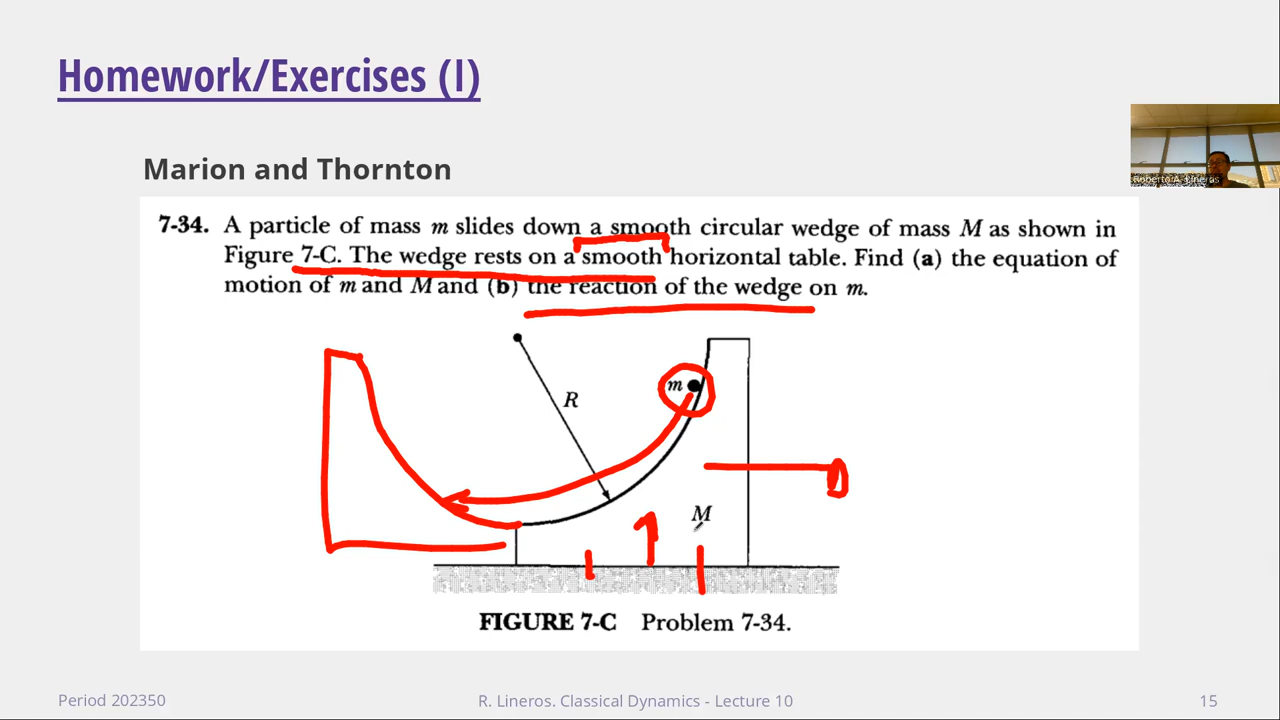 Homework/Exercises (I)
Marion and Thornton
Roberto A. Lineros
7-34. A particle of mass m slides down a smooth circular wedge of mass M as shown in
Figure 7-C. The wedge rests on a smooth horizontal table. Find (a) the equation of
motion of m and M and (b) the reaction of the wedge on m.
m
R
M
FIGURE 7-C Problem 7-34.
Period 202350
R. Lineros. Classical Dynamics - Lecture 10
15